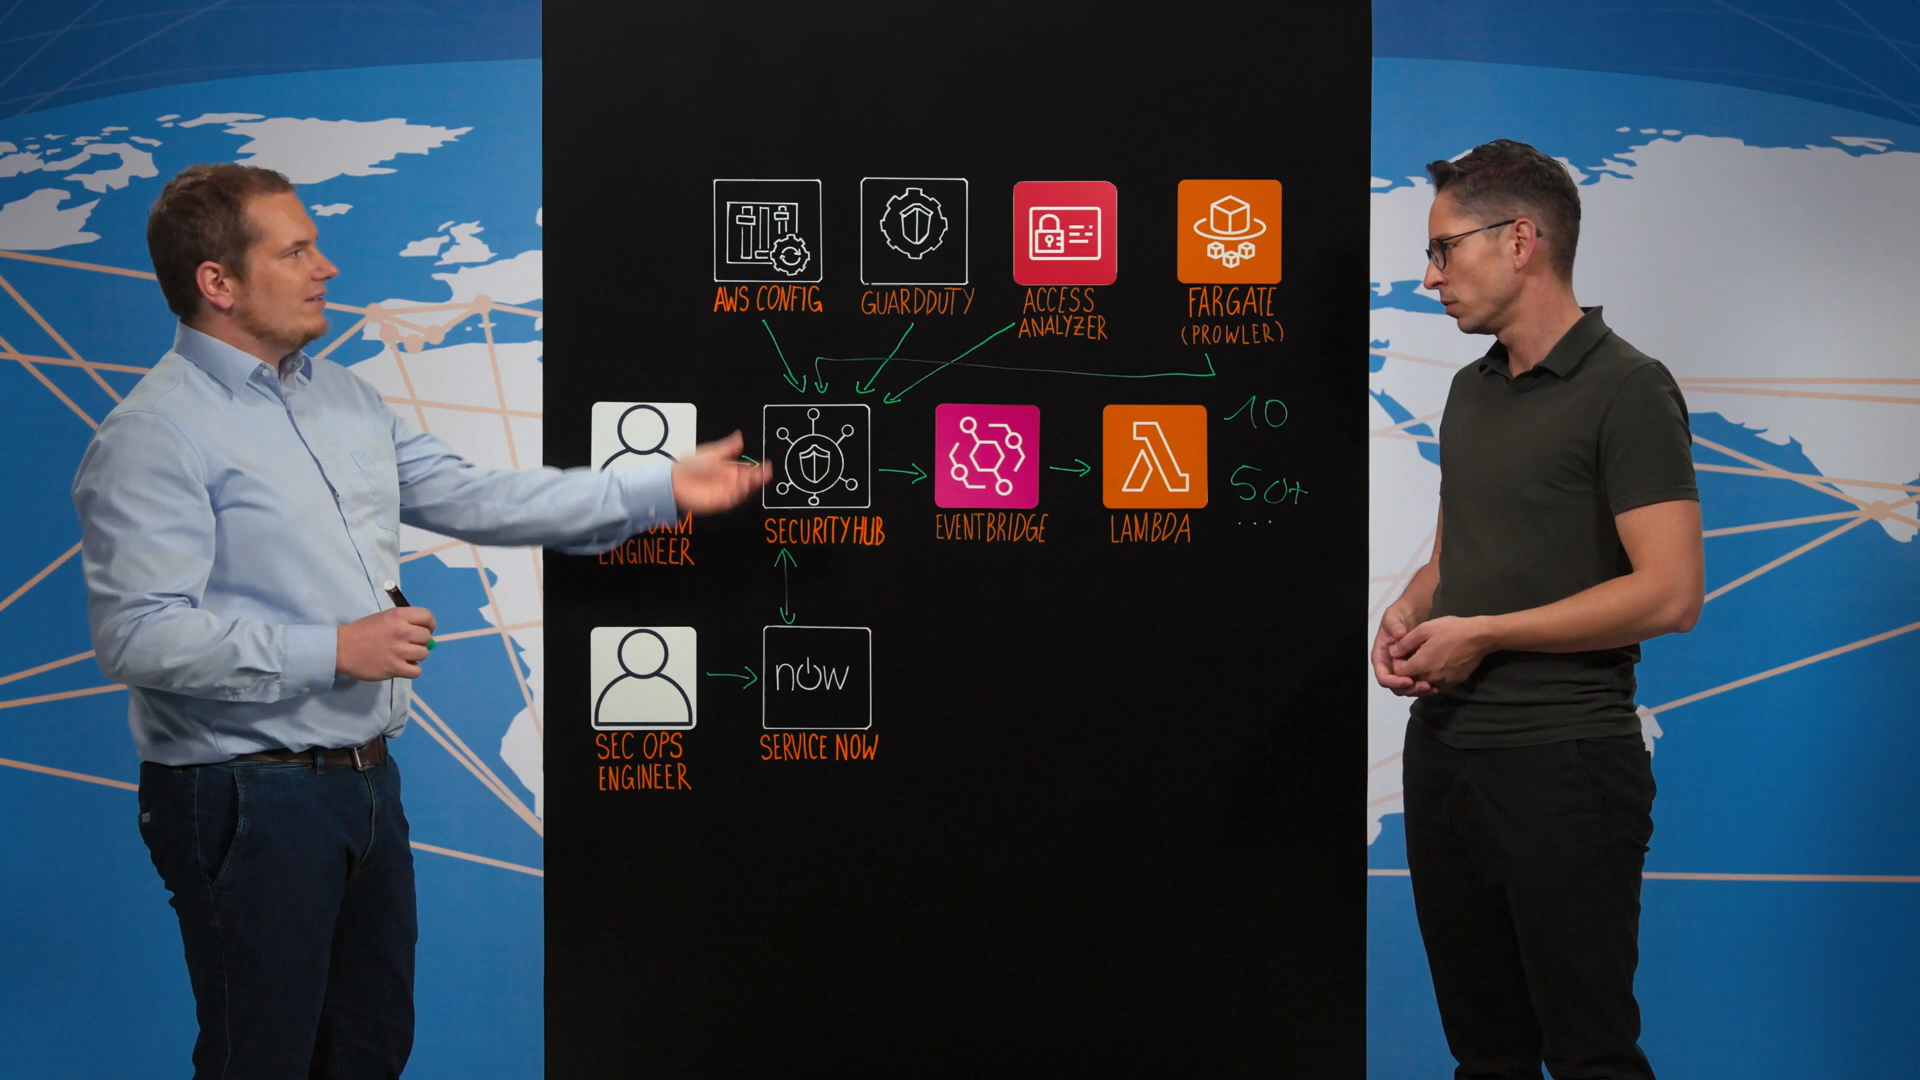 AWS CONFIG
GUARDDUTY
ACCESS
ANALYZER
FARGATE
(PROWLER)
10
50+
...
ENGINEER
SECURITY HUB
EVENTBRIDGE
LAMBDA
now
SEC OPS
ENGINEER
SERVICE NOW